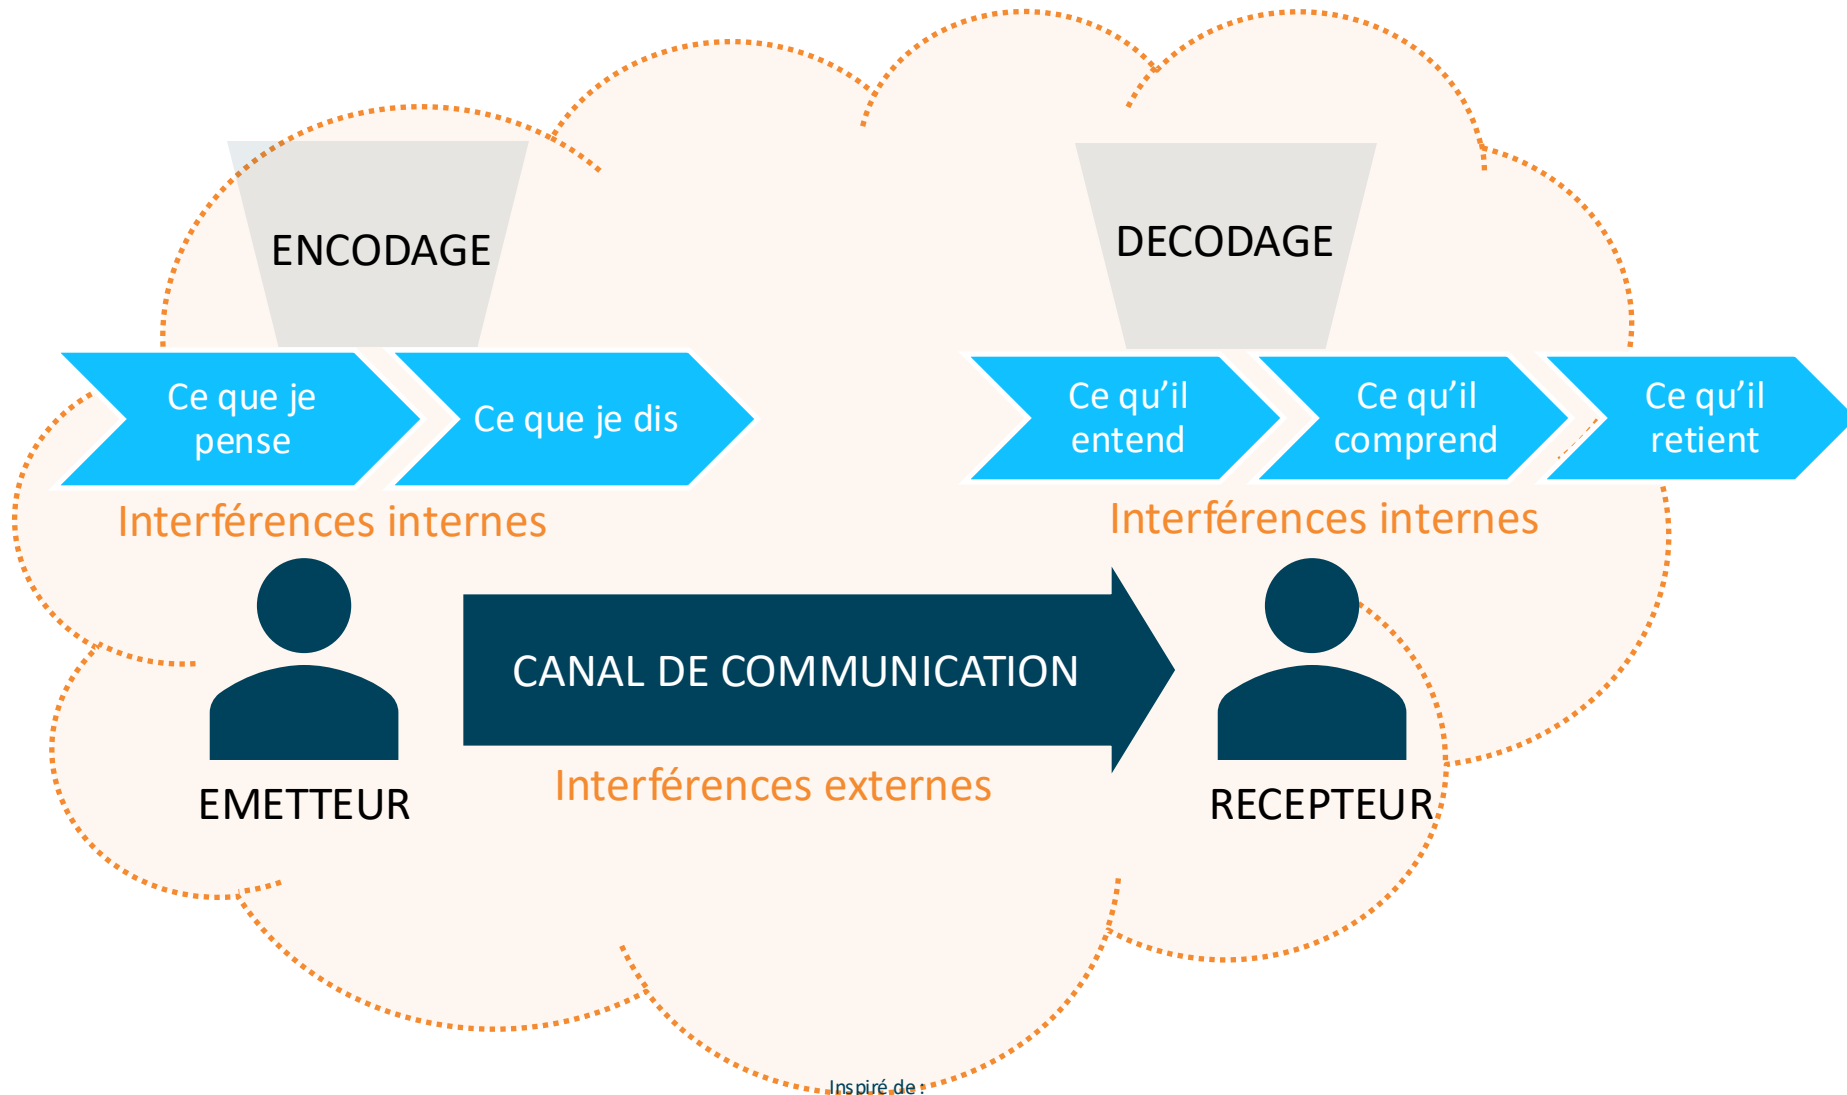 ENCODAGE
DECODAGE
Ce que je
pense
Ce que je dis
Ce qu’il
entend
Ce qu’il
comprend
Ce qu’il
retient
Interférences internes
Interférences internes
CANAL DE COMMUNICATION
Interférences externes
EMETTEUR
RECEPTEUR
Inspiré de :